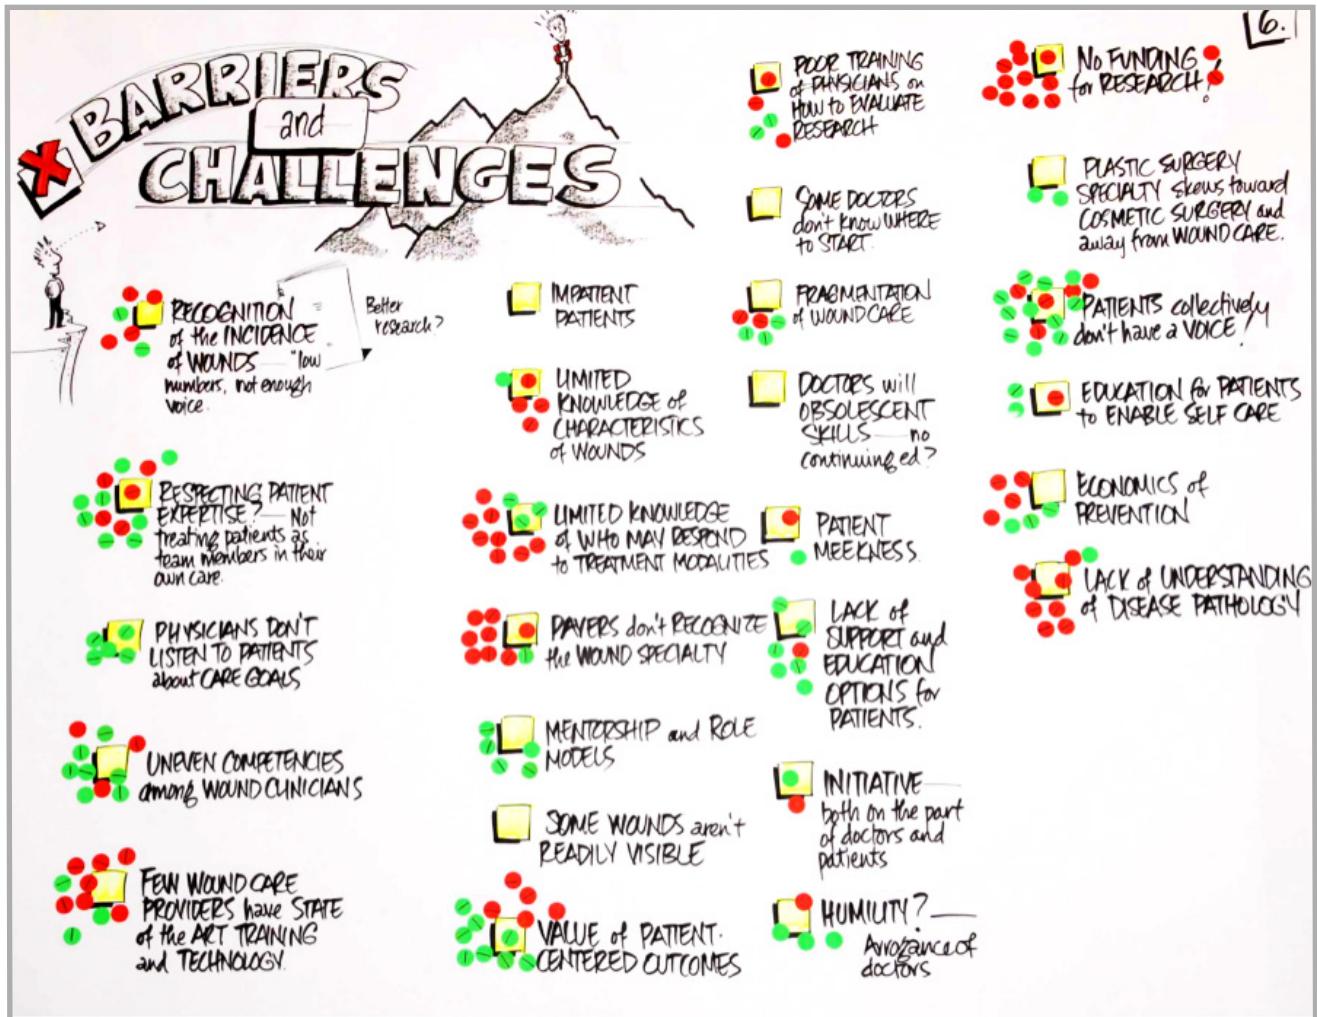 6.
BARRIERS
and
CHALLENGES
RECOGNITION
of the INCIDENCE
of WOUNDS — "low
numbers, not enough
voice.
Better
research?
RESPECTING PATIENT
EXPERTISE? — Not
treating patients as
team members in their
own care.
PHYSICIANS DON'T
LISTEN TO PATIENTS
about CARE GOALS
UNEVEN COMPETENCIES
among WOUND CLINICIANS
FEW WOUND CARE
PROVIDERS have STATE
of the ART TRAINING
and TECHNOLOGY.
IMPATIENT
PATIENTS
LIMITED
KNOWLEDGE of
CHARACTERISTICS
of WOUNDS
LIMITED KNOWLEDGE
of WHO MAY RESPOND
to TREATMENT MODALITIES
PAYERS don't RECOGNIZE
the WOUND SPECIALTY
MENTORSHIP and ROLE
MODELS
SOME WOUNDS aren't
READILY VISIBLE
VALUE of PATIENT-
CENTERED OUTCOMES
POOR TRAINING
of PHYSICIANS on
HOW to EVALUATE
RESEARCH
SOME DOCTORS
don't know WHERE
to START.
FRAGMENTATION
of WOUND CARE
DOCTORS will
OBSOLESCENT
SKILLS — no
continuing ed?
PATIENT
MEEKNESS.
LACK of
SUPPORT and
EDUCATION
OPTIONS for
PATIENTS.
INITIATIVE —
both on the part
of doctors and
patients
HUMILITY? —
Arrogance of
doctors
NO FUNDING
for RESEARCH!
PLASTIC SURGERY
SPECIALTY skews toward
COSMETIC SURGERY and
away from WOUND CARE.
PATIENTS collectively
don't have a VOICE!
EDUCATION for PATIENTS
to ENABLE SELF CARE
ECONOMICS of
PREVENTION
LACK of UNDERSTANDING
of DISEASE PATHOLOGY